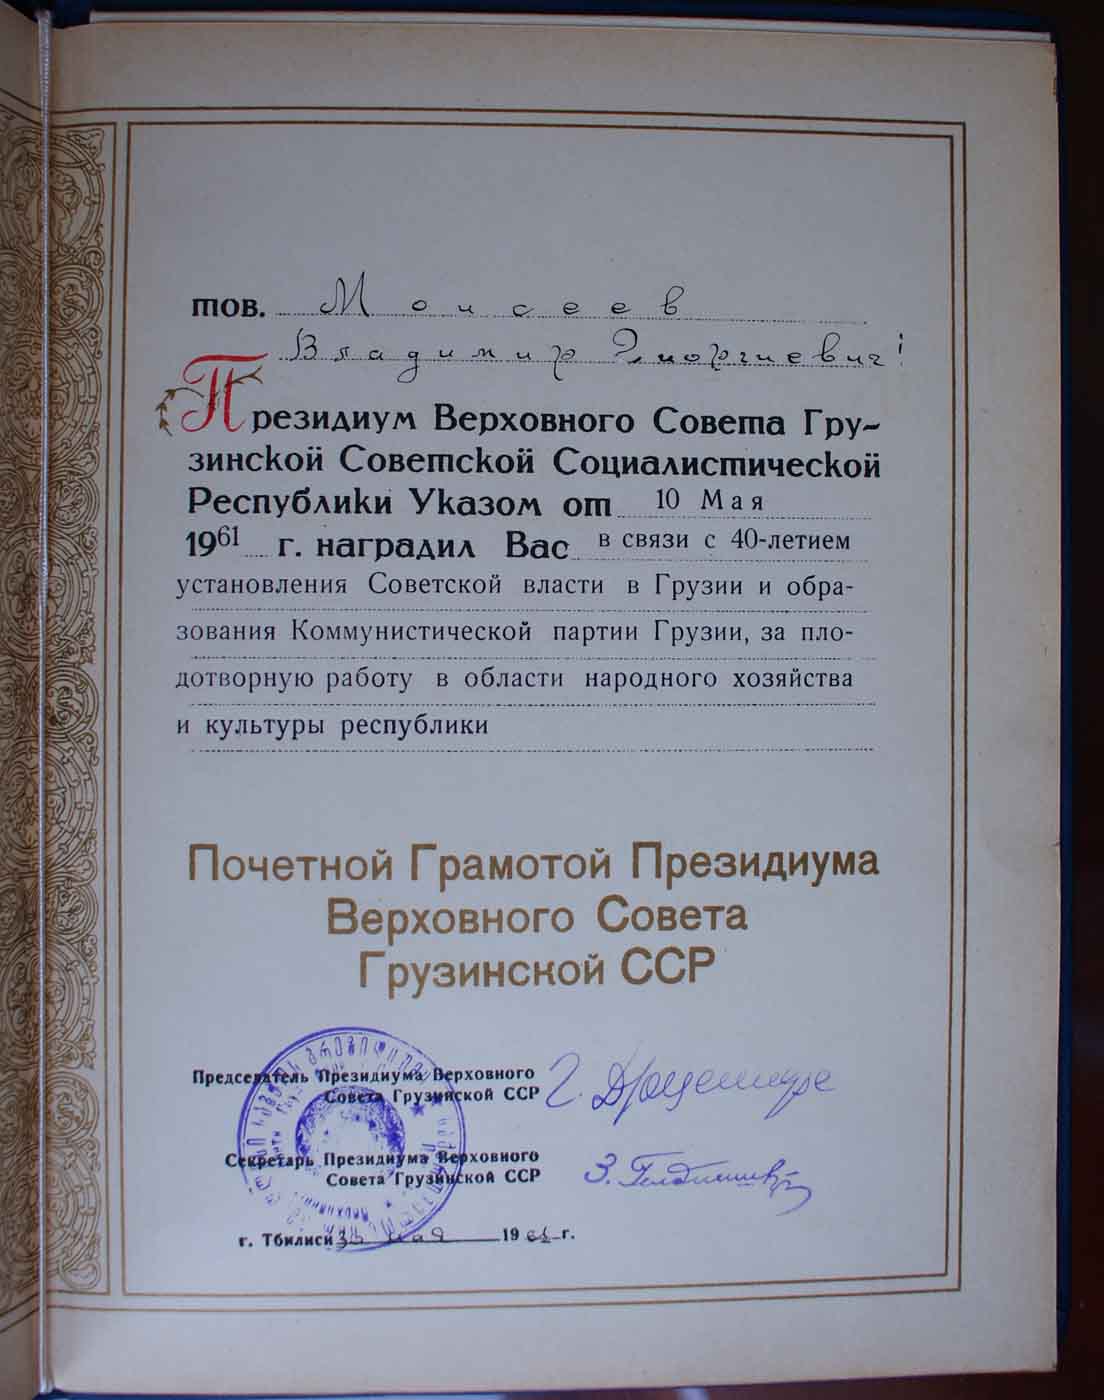 тов. Моисеев
Владимир Георгиевич!
Президиум Верховного Совета Гру-
зинской Советской Социалистической
Республики Указом от 10 Мая
1961 г. наградил Вас в связи с 40-летием
установления Советской власти в Грузии и обра-
зования Коммунистической партии Грузии, за пло-
дотворную работу в области народного хозяйства
и культуры республики
Почетной Грамотой Президиума
Верховного Совета
Грузинской ССР
Председатель Президиума Верховного
Совета Грузинской ССР
Секретарь Президиума Верховного
Совета Грузинской ССР
г. Тбилиси мая 1961 г.